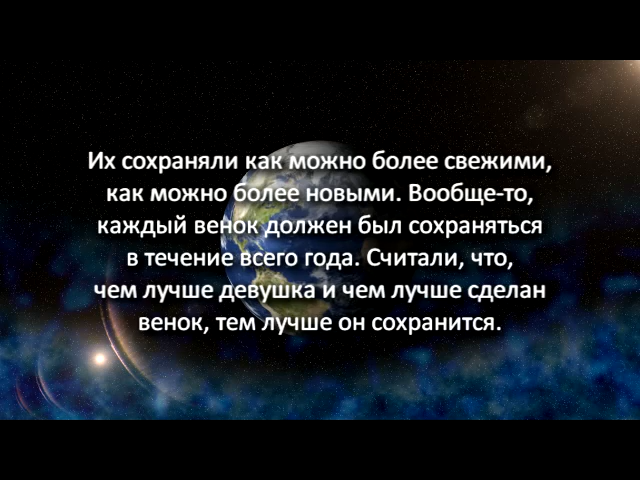 Их сохраняли как можно более свежими,
как можно более новыми. Вообще-то,
каждый венок должен был сохраняться
в течение всего года. Считали, что,
чем лучше девушка и чем лучше сделан
венок, тем лучше он сохранится.